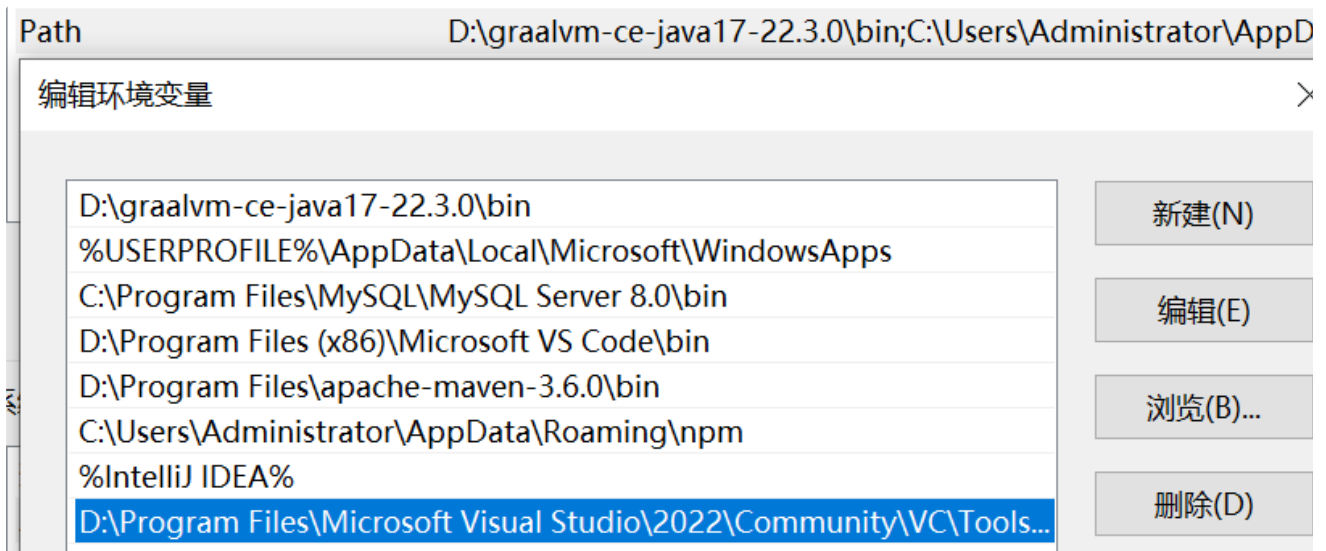 Path D:\graalvm-ce-java17-22.3.0\bin;C:\Users\Administrator\AppD
编辑环境变量
D:\graalvm-ce-java17-22.3.0\bin
新建(N)
%USERPROFILE%\AppData\Local\Microsoft\WindowsApps
C:\Program Files\MySQL\MySQL Server 8.0\bin
编辑(E)
D:\Program Files (x86)\Microsoft VS Code\bin
D:\Program Files\apache-maven-3.6.0\bin
浏览(B)...
C:\Users\Administrator\AppData\Roaming\npm
%IntelliJ IDEA%
删除(D)
D:\Program Files\Microsoft Visual Studio\2022\Community\VC\Tools...